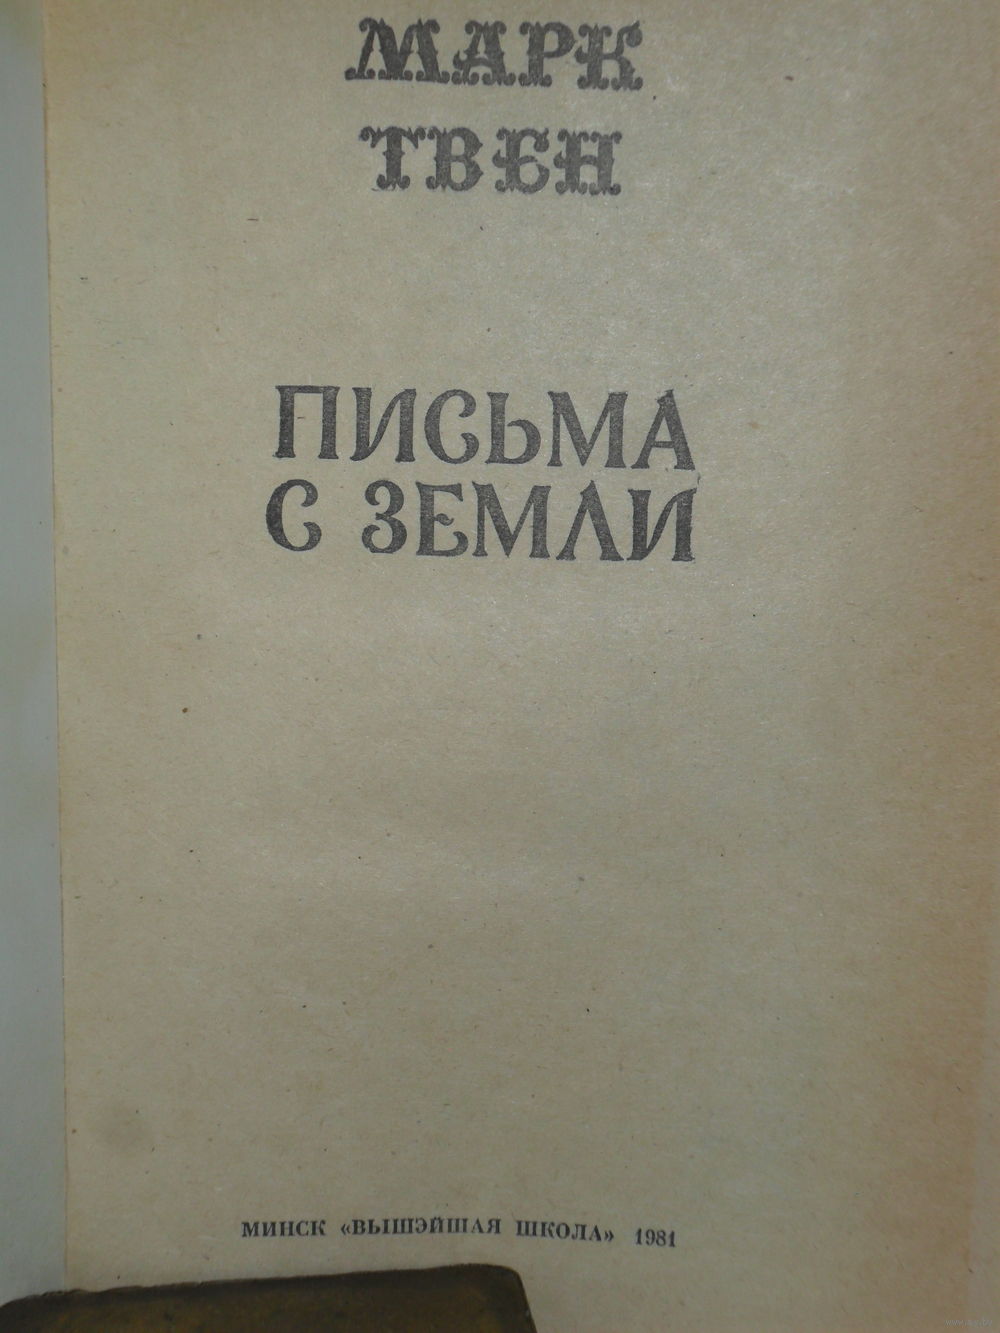 МАРК
ТВЕН
ПИСЬМА
С ЗЕМЛИ
МИНСК «ВЫШЭЙШАЯ ШКОЛА» 1981